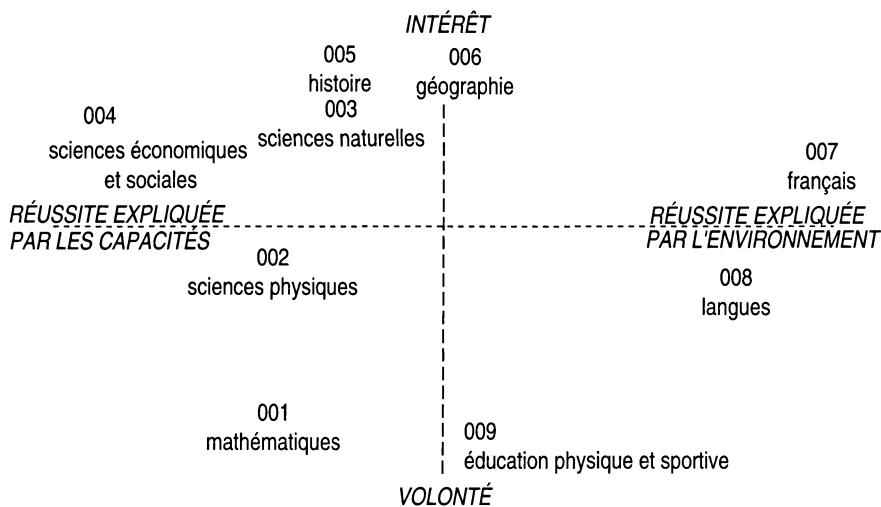 INTÉRÊT
005
histoire
006
géographie
003
sciences naturelles
004
sciences économiques
et sociales
007
français
RÉUSSITE EXPLIQUÉE
PAR LES CAPACITÉS
RÉUSSITE EXPLIQUÉE
PAR L'ENVIRONNEMENT
002
sciences physiques
008
langues
001
mathématiques
009
éducation physique et sportive
VOLONTÉ